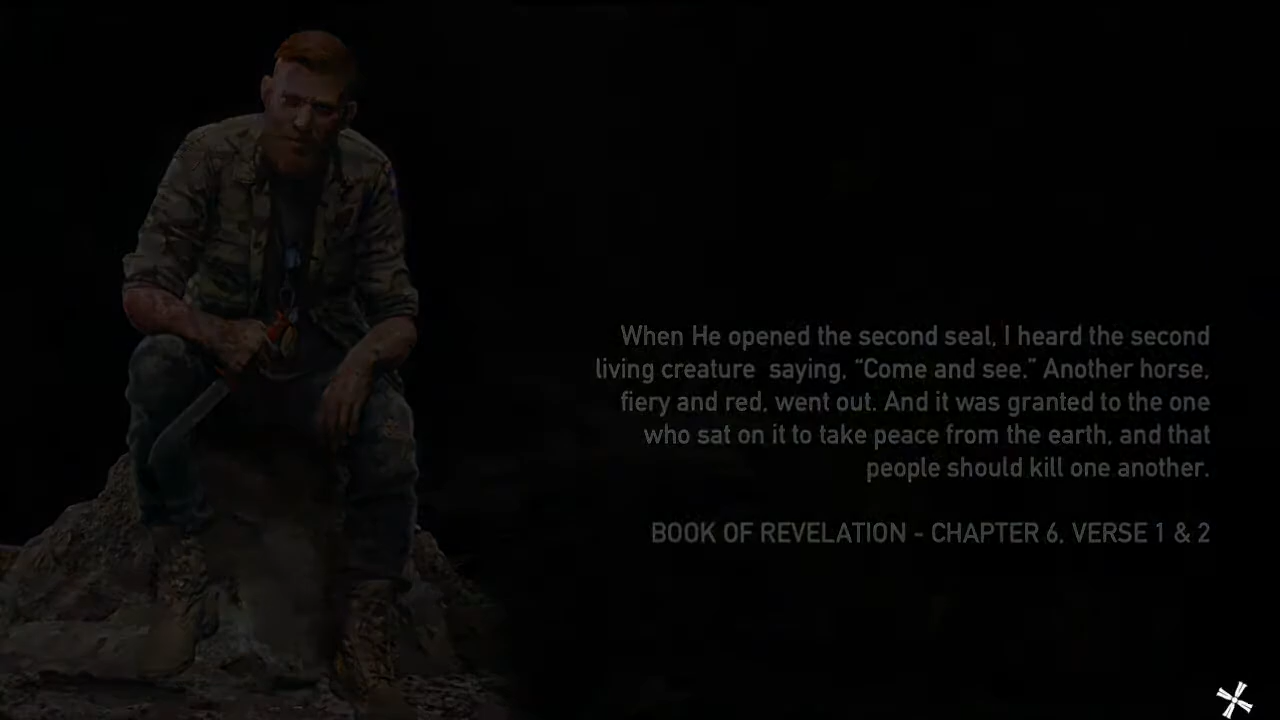 When He opened the second seal, I heard the second
living creature  saying, “Come and see.” Another horse,
fiery and red, went out. And it was granted to the one
who sat on it to take peace from the earth, and that
people should kill one another.
BOOK OF REVELATION - CHAPTER 6, VERSE 1 & 2